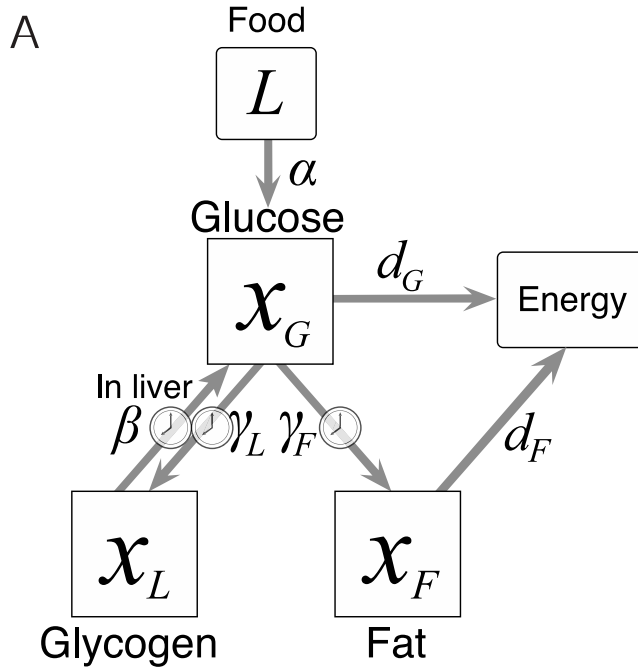 A
Food
L
α
Glucose
x_G
d_G
Energy
In liver
β
γ_L
γ_F
d_F
x_L
x_F
Glycogen
Fat